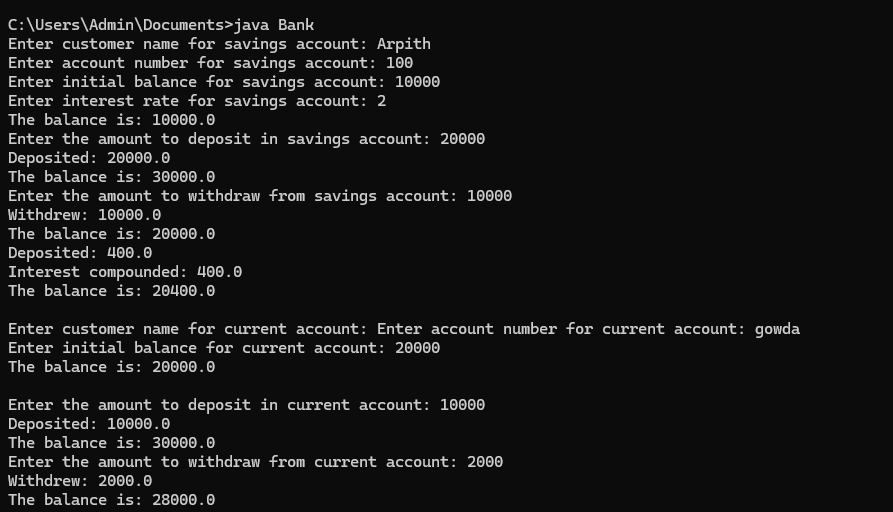 C:\Users\Admin\Documents>java Bank
Enter customer name for savings account: Arpith
Enter account number for savings account: 100
Enter initial balance for savings account: 10000
Enter interest rate for savings account: 2
The balance is: 10000.0
Enter the amount to deposit in savings account: 20000
Deposited: 20000.0
The balance is: 30000.0
Enter the amount to withdraw from savings account: 10000
Withdrew: 10000.0
The balance is: 20000.0
Deposited: 400.0
Interest compounded: 400.0
The balance is: 20400.0
Enter customer name for current account: Enter account number for current account: gowda
Enter initial balance for current account: 20000
The balance is: 20000.0
Enter the amount to deposit in current account: 10000
Deposited: 10000.0
The balance is: 30000.0
Enter the amount to withdraw from current account: 2000
Withdrew: 2000.0
The balance is: 28000.0